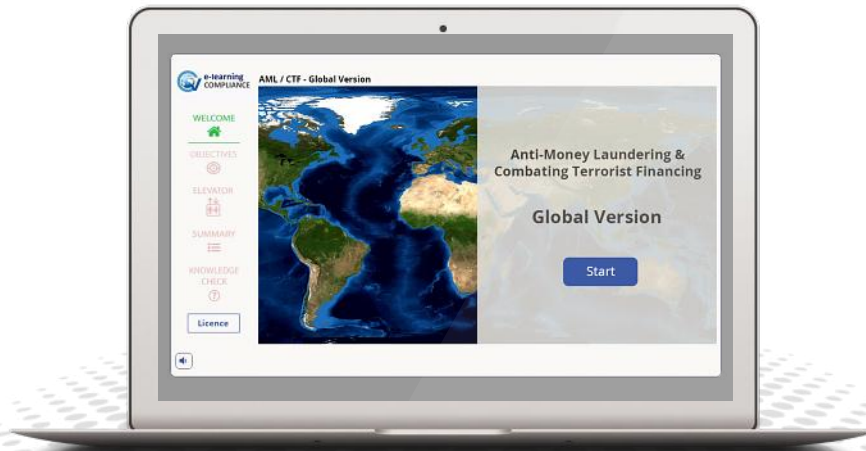 e-learning
COMPLIANCE
AML / CTF - Global Version
WELCOME
OBJECTIVES
ELEVATOR
SUMMARY
KNOWLEDGE
CHECK
Licence
Anti-Money Laundering &
Combating Terrorist Financing
Global Version
Start